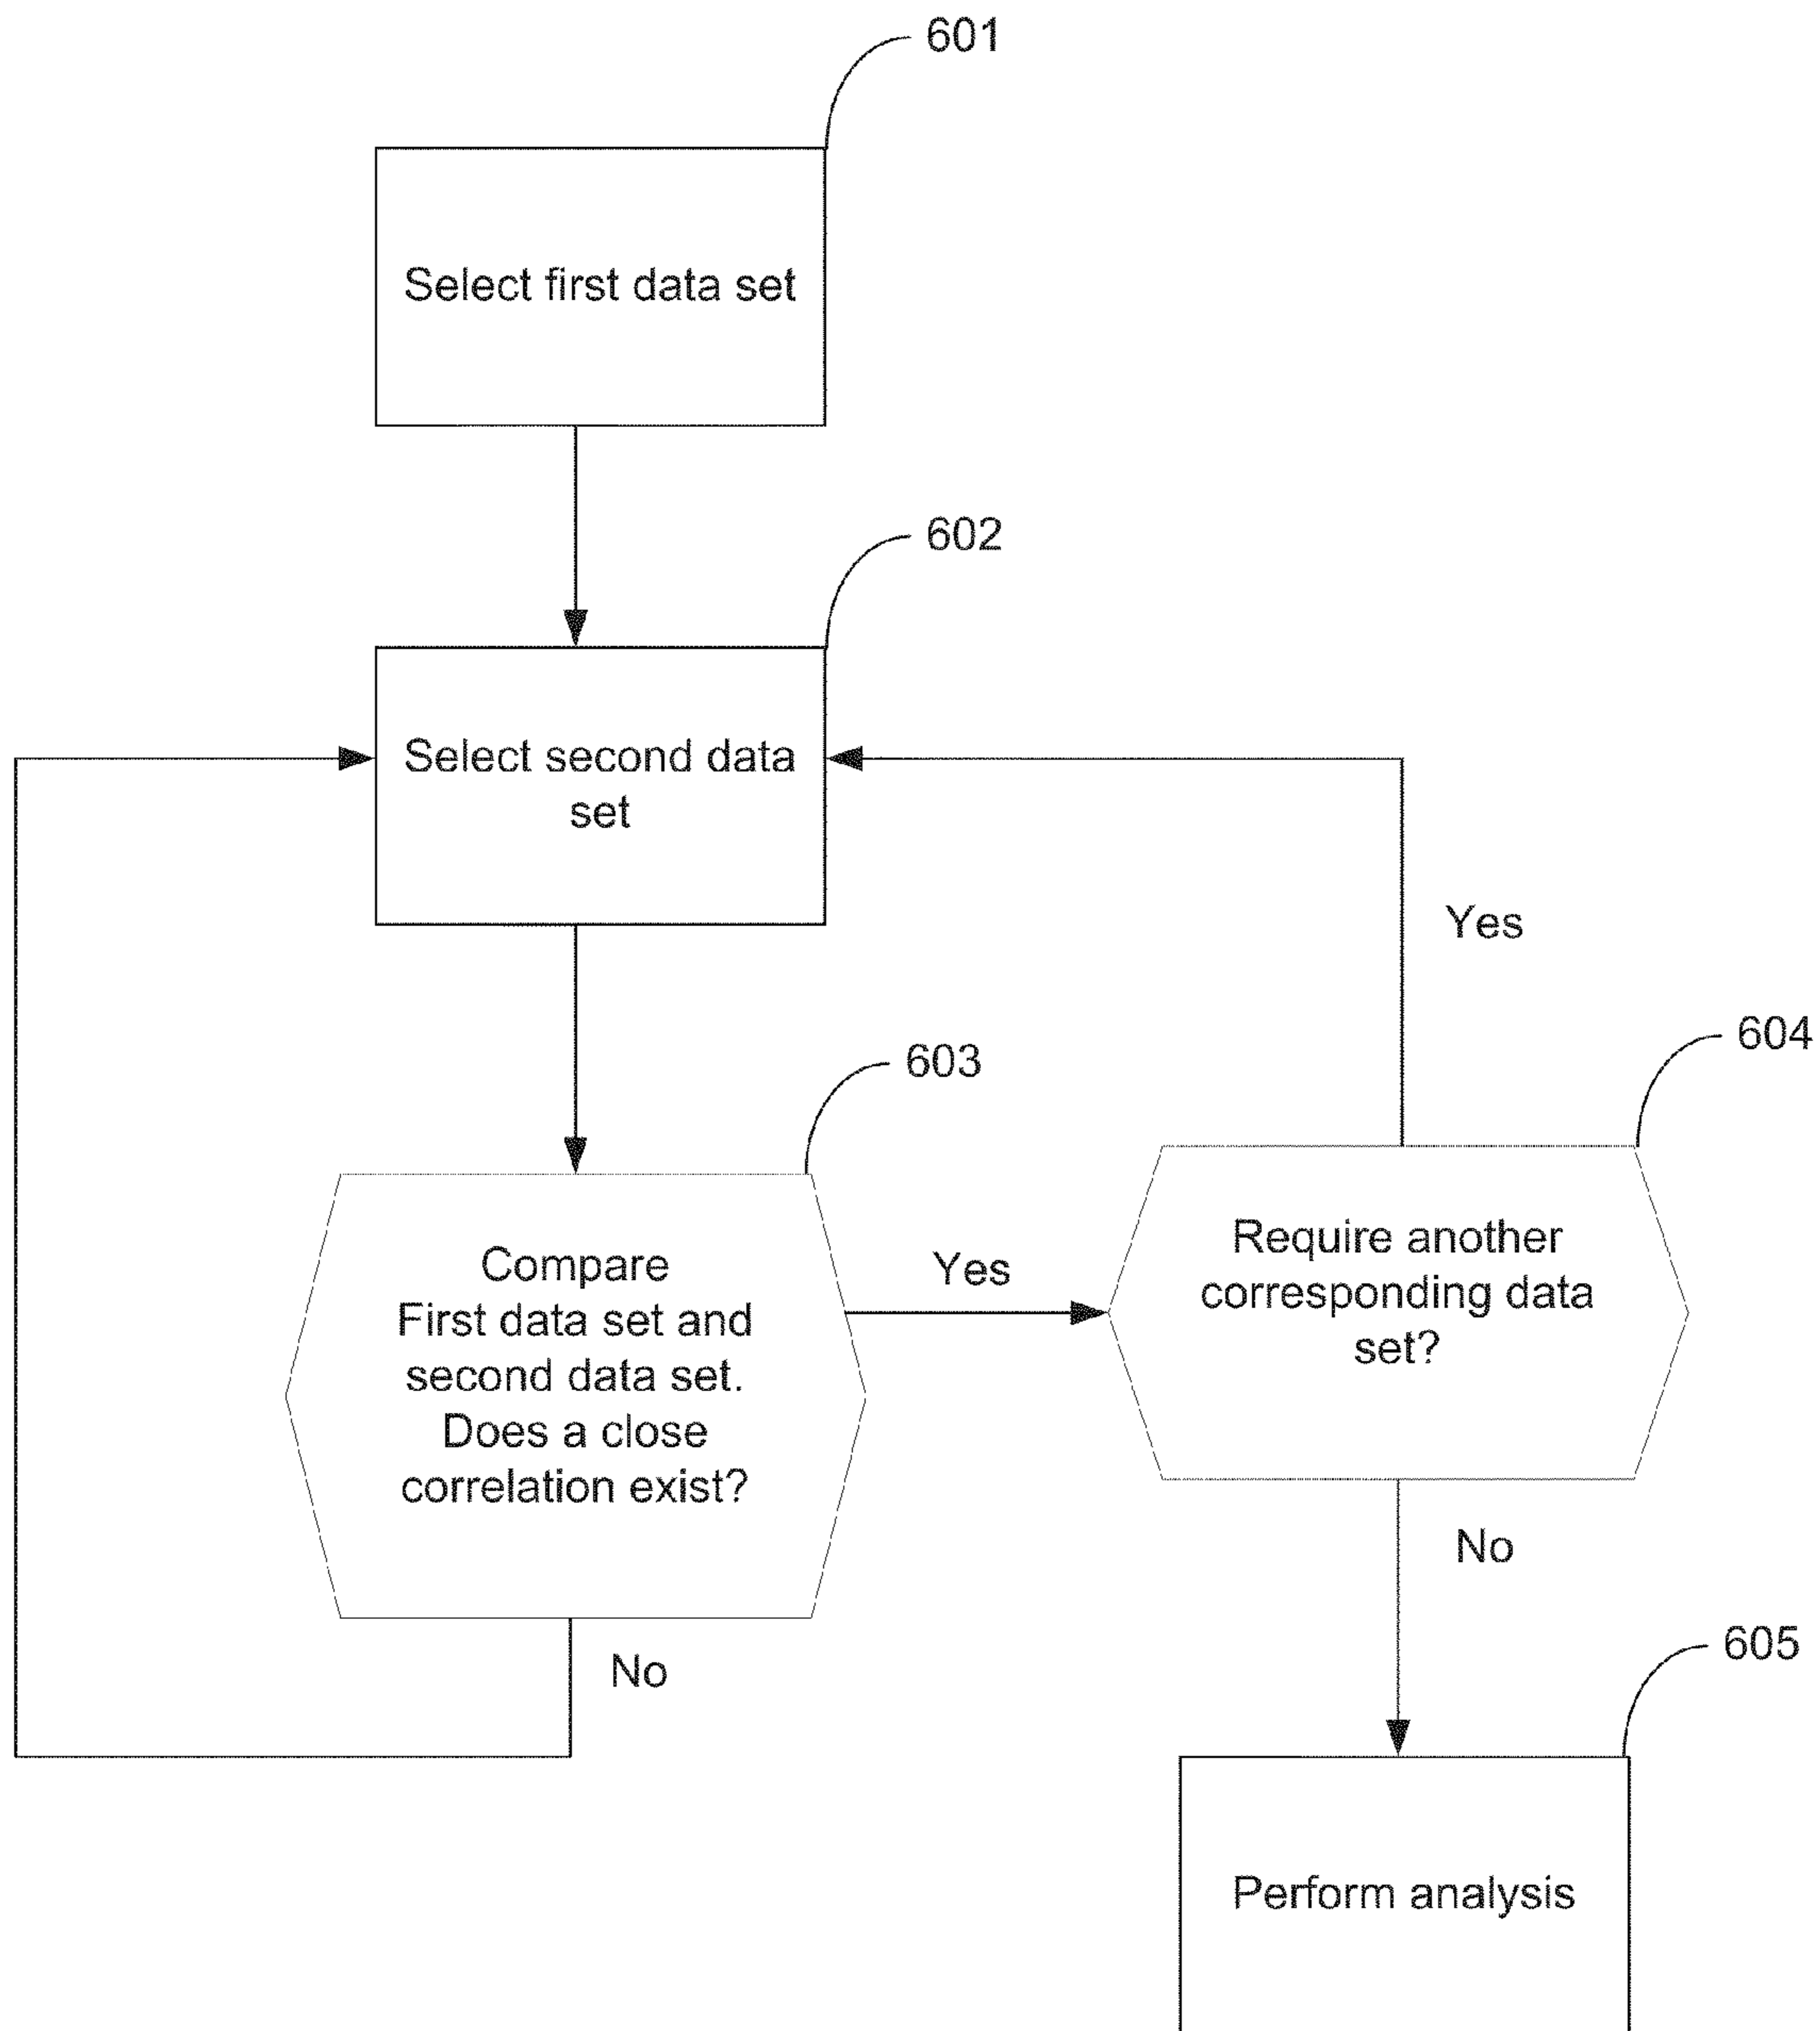 601
Select first data set
602
Select second data
set
Yes
603
604
Compare
First data set and
second data set.
Does a close
correlation exist?
Yes
Require another
corresponding data
set?
No
No
605
Perform analysis